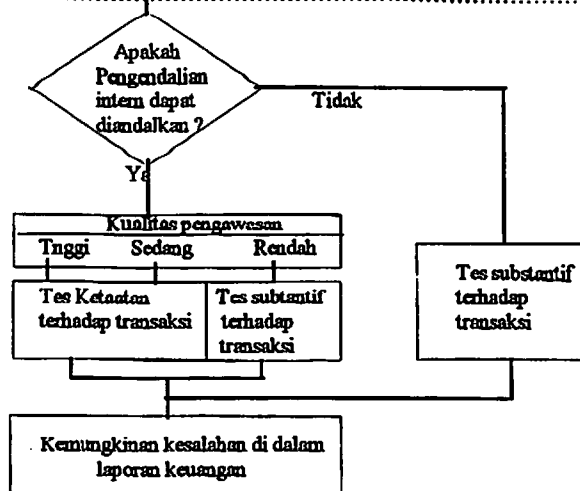 Apakah
Pengendalian
intern dapat
diandalkan ?
Tidak
Ya
Kualitas pengawasan
Tnggi Sedang Rendah
Tes Ketaatan
terhadap transaksi
Tes subtantif
terhadap
transaksi
Tes substantif
terhadap
transaksi
Kemungkinan kesalahan di dalam
laporan keuangan